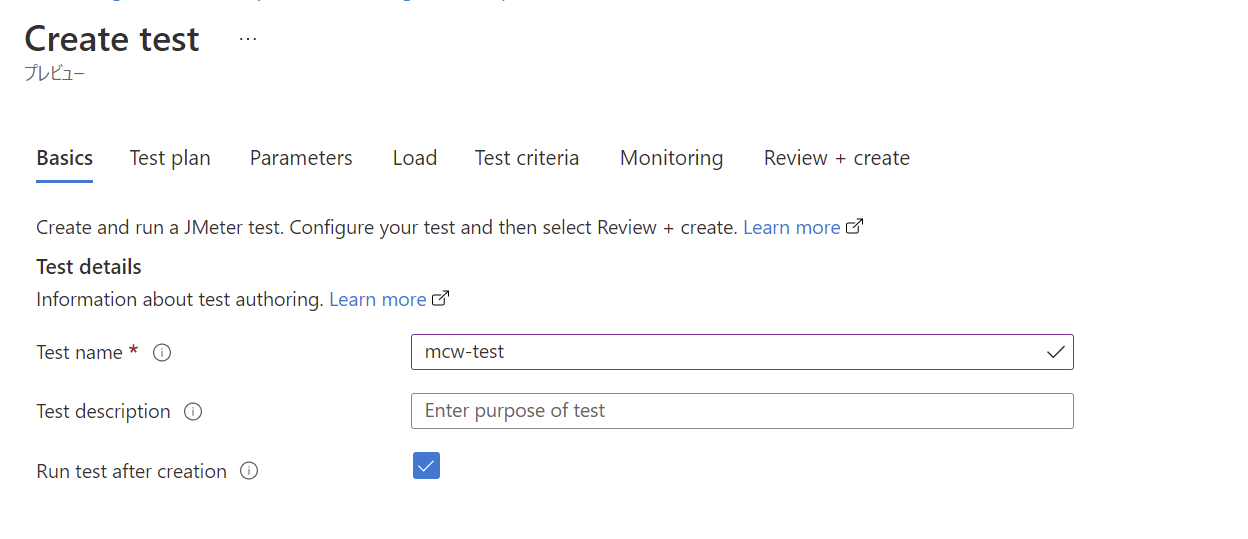 Create test ...
プレビュー
Basics Test plan Parameters Load Test criteria Monitoring Review + create
Create and run a JMeter test. Configure your test and then select Review + create. Learn more
Test details
Information about test authoring. Learn more
Test name * mcw-test
Test description Enter purpose of test
Run test after creation